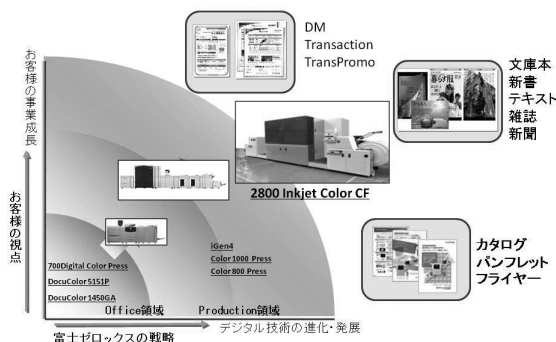 DM
Transaction
TransPromo
文庫本
新書
テキスト
雑誌
新聞
お客様の事業成長
お客様の視点
2800 Inkjet Color CF
カタログ
パンフレット
フライヤー
iGen4
Color1000 Press
Color800 Press
700Digital Color Press
DocuColor5151P
DocuColor1450GA
Office領域
Production領域
デジタル技術の進化・発展
富士ゼロックスの戦略